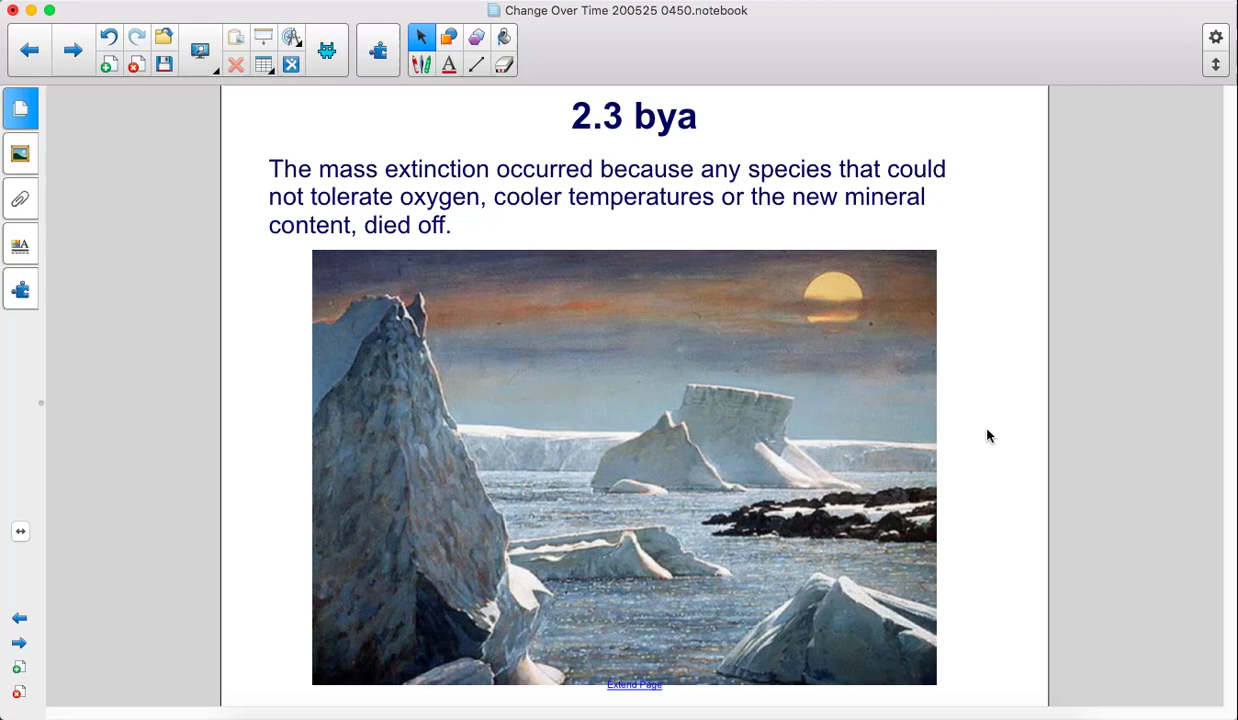 Change Over Time 200525 0450.notebook
2.3 bya
The mass extinction occurred because any species that could
not tolerate oxygen, cooler temperatures or the new mineral
content, died off.
Extend Page